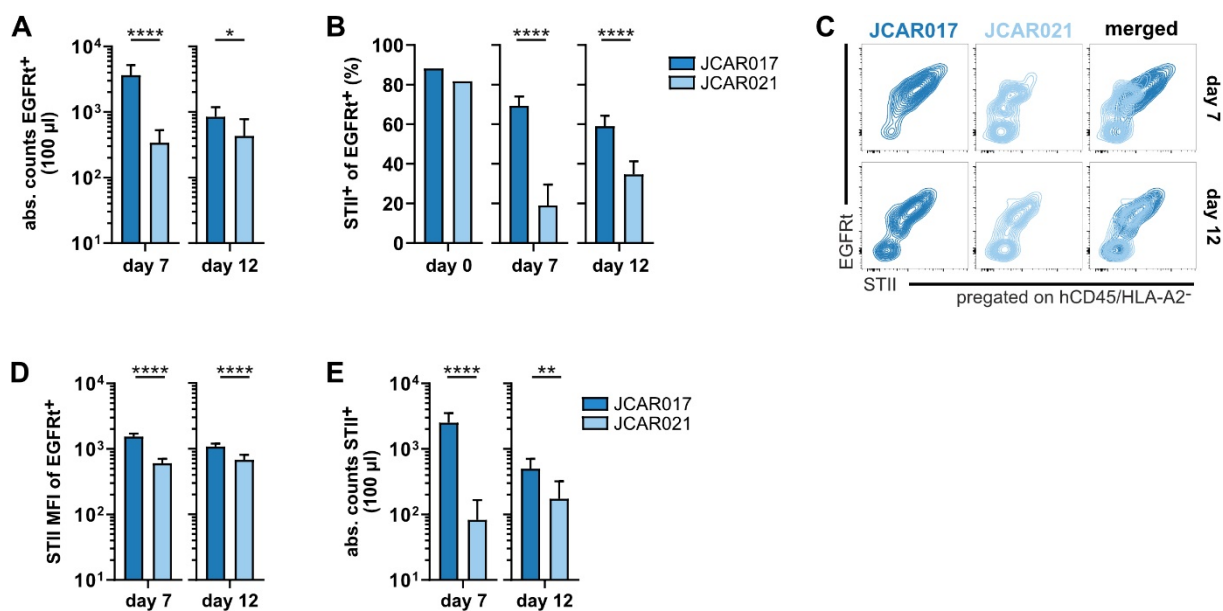 A
abs. counts EGFRt+
(100 µl)
10⁴
10³
10²
10¹
****
*
day 7
day 12
B
STII+ of EGFRt+ (%)
100
80
60
40
20
0
****
****
day 0
day 7
day 12
JCAR017
JCAR021
C
JCAR017
JCAR021
merged
day 7
day 12
EGFRt
STII
pregated on hCD45/HLA-A2-
D
STII MFI of EGFRt+
10⁴
10³
10²
10¹
****
****
day 7
day 12
E
abs. counts STII+
(100 µl)
10⁴
10³
10²
10¹
****
**
day 7
day 12
JCAR017
JCAR021